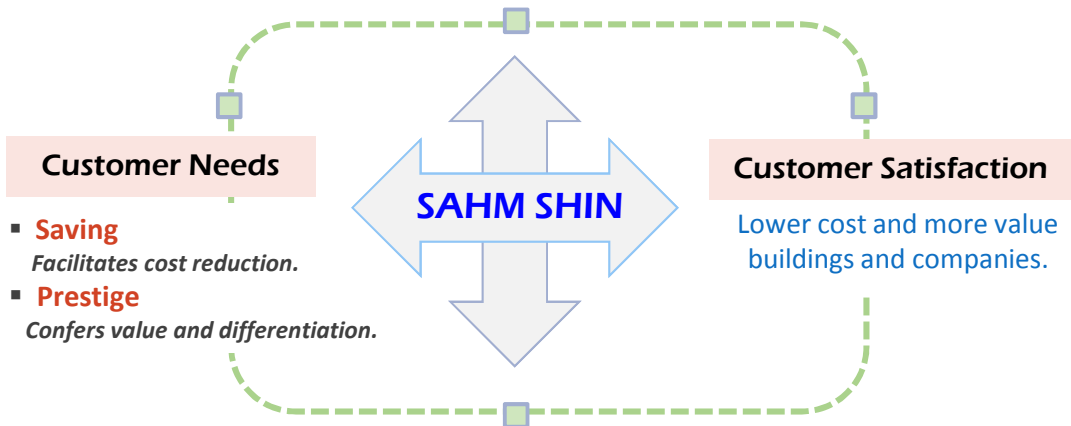 Customer Needs
▪ Saving
Facilitates cost reduction.
▪ Prestige
Confers value and differentiation.
SAHM SHIN
Customer Satisfaction
Lower cost and more value
buildings and companies.